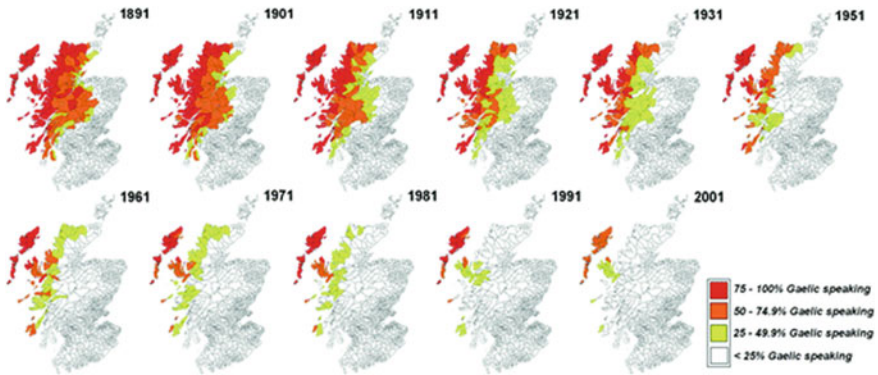 1891
1901
1911
1921
1931
1951
1961
1971
1981
1991
2001
75 - 100% Gaelic speaking
50 - 74.9% Gaelic speaking
25 - 49.9% Gaelic speaking
< 25% Gaelic speaking